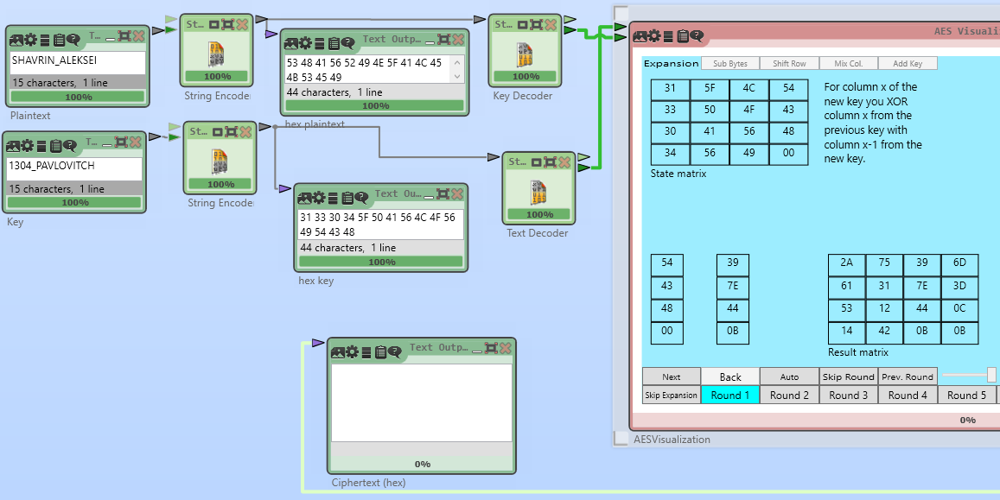 T...
SHAVRIN_ALEKSEI
15 characters, 1 line
100%
Plaintext
St...
100%
String Encode
Text Outp...
53 48 41 56 52 49 4E 5F 41 4C 45
4B 53 45 49
44 characters, 1 line
100%
hex plaintext
St...
100%
Key Decoder
T...
1304_PAVLOVITCH
15 characters, 1 line
100%
Key
St...
100%
String Encode
Text Ou...
31 33 30 34 5F 50 41 56 4C 4F 56
49 54 43 48
44 characters, 1 line
100%
hex key
St...
100%
Text Decoder
Text Outp...
0%
Ciphertext (hex)
AES Visuali
Expansion Sub Bytes Shift Row Mix Col. Add Key
31 5F 4C 54
33 50 4F 43
30 41 56 48
34 56 49 00
State matrix
For column x of the
new key you XOR
column x from the
previous key with
column x-1 from the
new key.
54 39 2A 75 39 6D
43 7E 61 31 7E 3D
48 44 53 12 44 0C
00 0B 14 42 0B 0B
Result matrix
Next Back Auto Skip Round Prev. Round
Skip Expansion Round 1 Round 2 Round 3 Round 4 Round 5
0%
AESVisualization